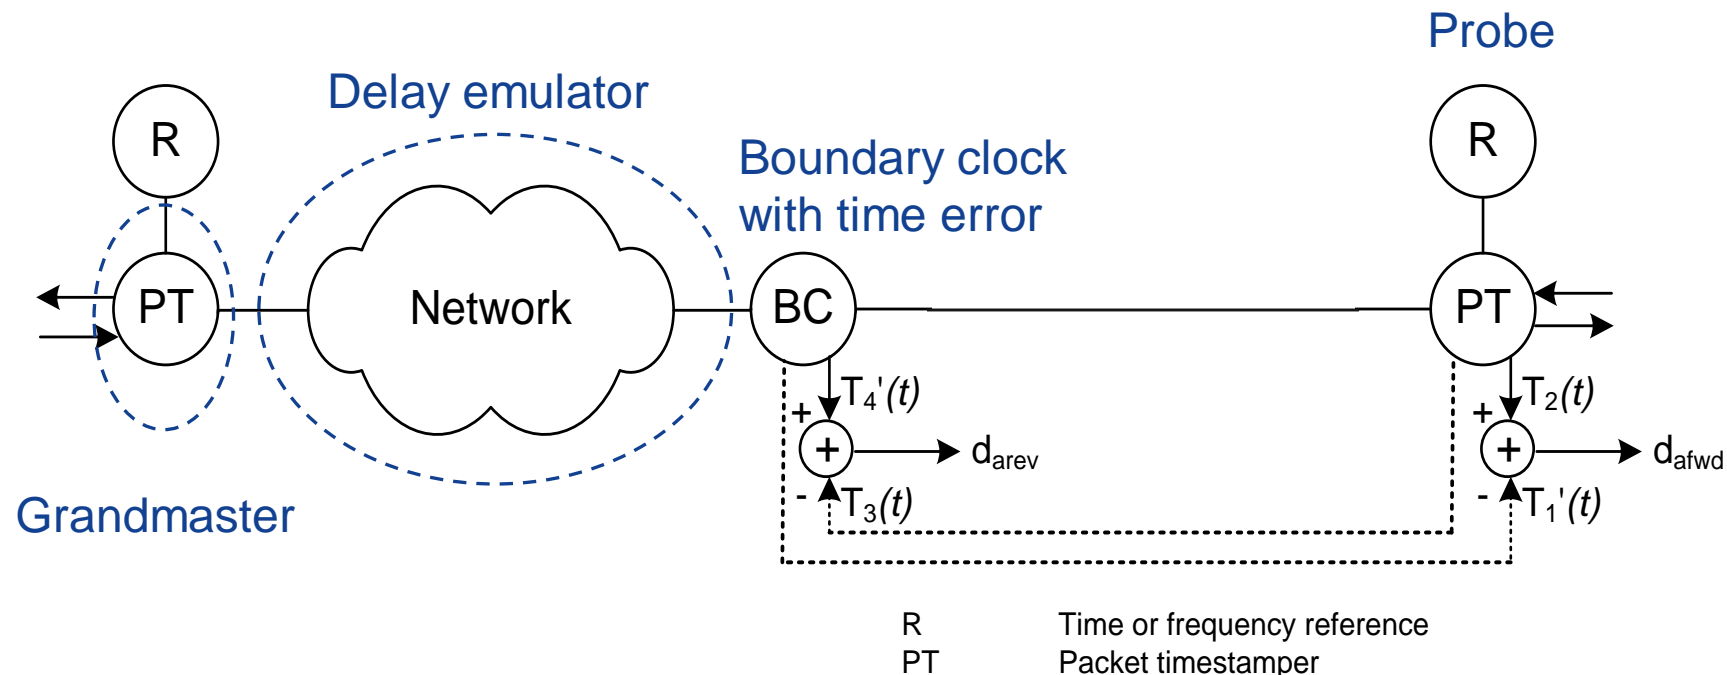 Probe
Delay emulator
R
R
Boundary clock
with time error
PT
Network
BC
PT
T4'(t)
T2(t)
+
+
+
darev
+
dafwd
-
T3(t)
-
T1'(t)
Grandmaster
R Time or frequency reference
PT Packet timestamper